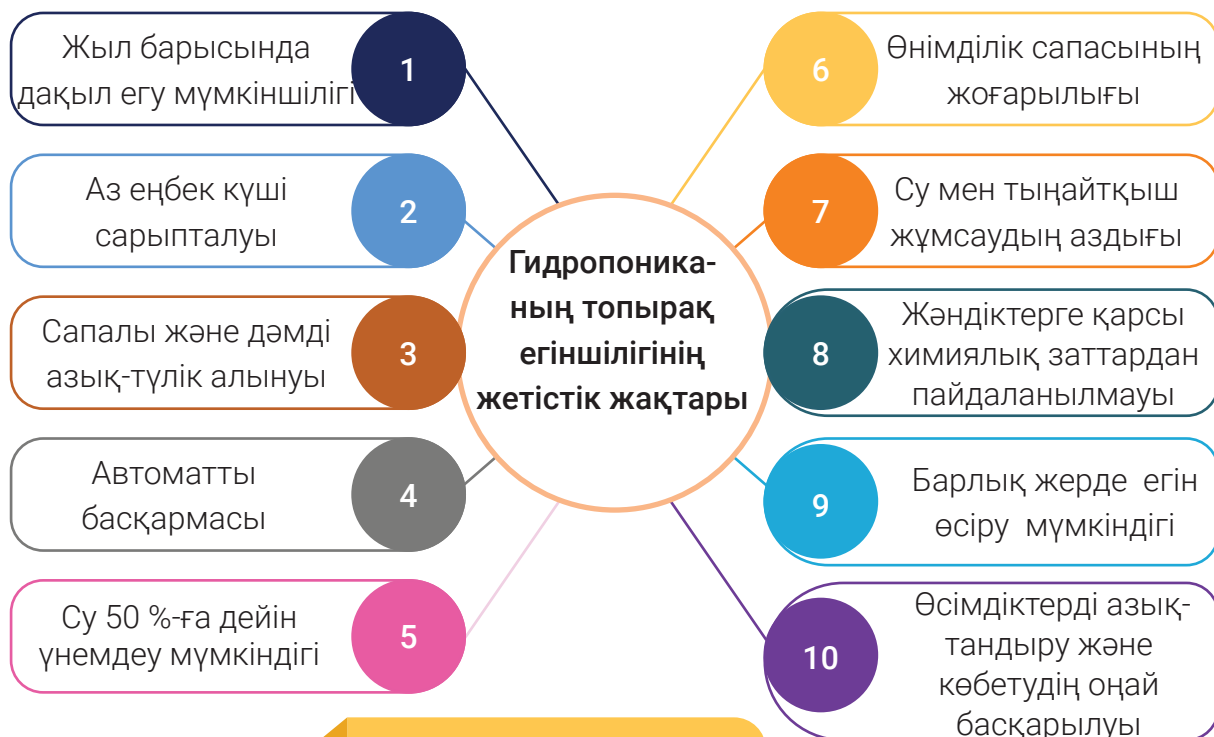 Жыл барысында
дақыл егу мүмкіншілігі
1
Аз еңбек күші
сарыпталуы
2
Сапалы және дәмді
азық-түлік алынуы
3
Автоматты
басқармасы
4
Су 50 %-ға дейін
үнемдеу мүмкіндігі
5
Гидропоника-
ның топырақ
егіншілігінің
жетістік жақтары
6
Өнімділік сапасының
жоғарылығы
7
Су мен тыңайтқыш
жұмсаудың аздығы
8
Жәндіктерге қарсы
химиялық заттардан
пайдаланылмауы
9
Барлық жерде егін
өсіру мүмкіндігі
10
Өсімдіктерді азық-
тандыру және
көбетудің оңай
басқарылуы